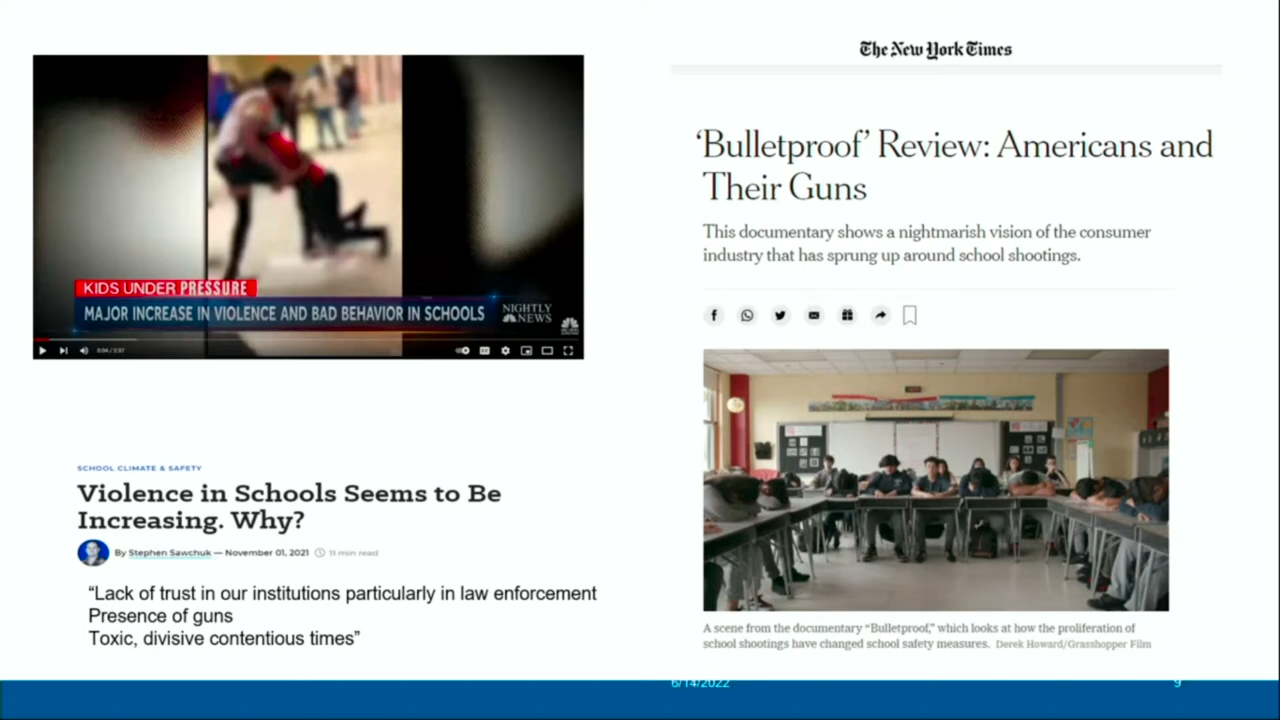 KIDS UNDER PRESSURE
MAJOR INCREASE IN VIOLENCE AND BAD BEHAVIOR IN SCHOOLS
NIGHTLY
NEWS
0:04 / 2:57
SCHOOL CLIMATE & SAFETY
Violence in Schools Seems to Be
Increasing. Why?
By Stephen Sawchuk — November 01, 2021 11 min read
“Lack of trust in our institutions particularly in law enforcement
Presence of guns
Toxic, divisive contentious times”
The New York Times
‘Bulletproof’ Review: Americans and
Their Guns
This documentary shows a nightmarish vision of the consumer
industry that has sprung up around school shootings.
A scene from the documentary “Bulletproof,” which looks at how the proliferation of
school shootings have changed school safety measures. Derek Howard/Grasshopper Film
6/14/2022
9